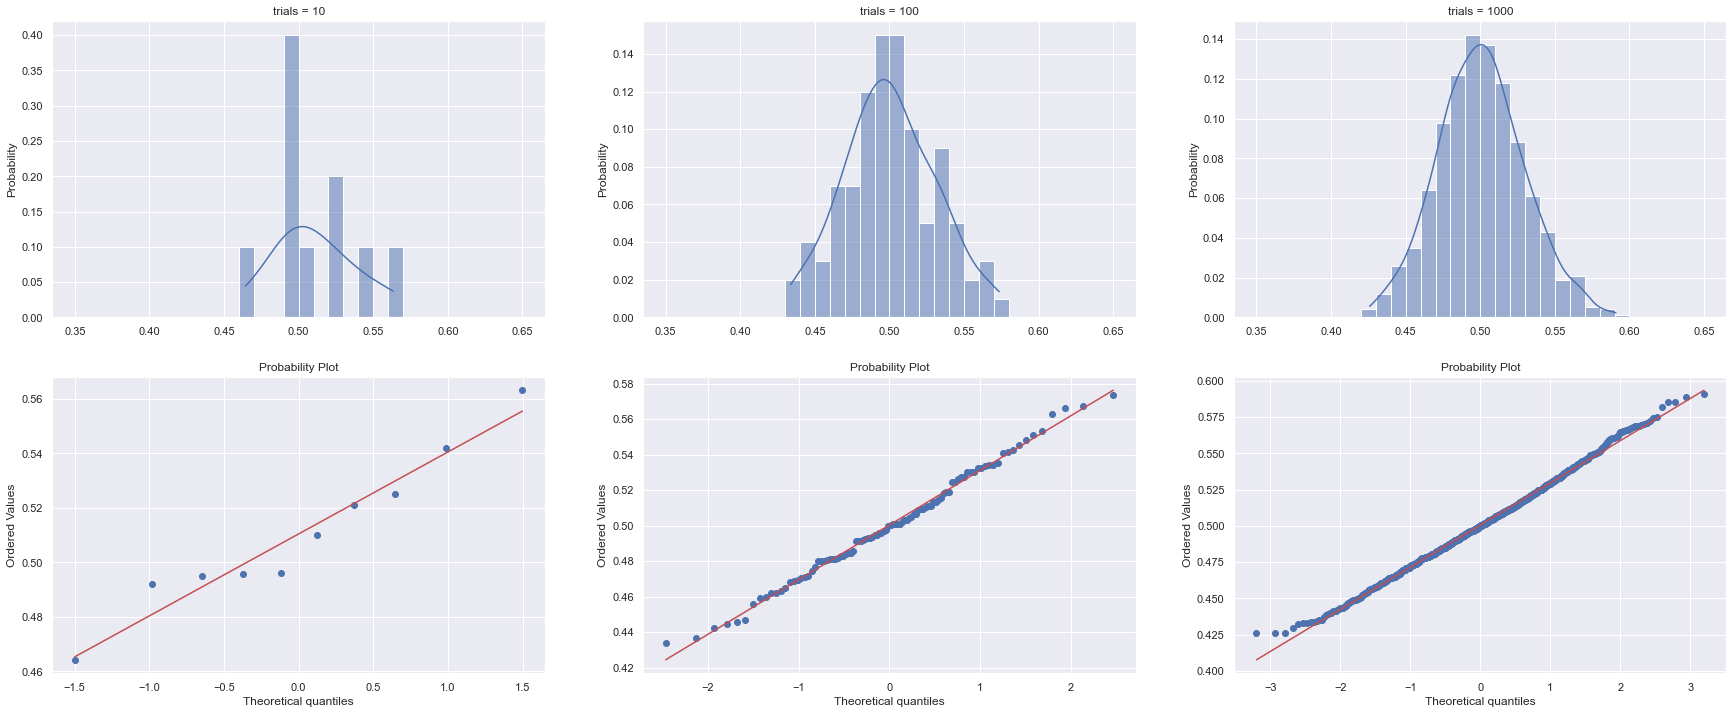 trials = 10
trials = 100
trials = 1000
Probability
0.40
0.35
0.30
0.25
0.20
0.15
0.10
0.05
0.00
0.35 0.40 0.45 0.50 0.55 0.60 0.65
Probability
0.14
0.12
0.10
0.08
0.06
0.04
0.02
0.00
0.35 0.40 0.45 0.50 0.55 0.60 0.65
Probability
0.14
0.12
0.10
0.08
0.06
0.04
0.02
0.00
0.35 0.40 0.45 0.50 0.55 0.60 0.65
Probability Plot
Ordered Values
0.56
0.54
0.52
0.50
0.48
0.46
−1.5 −1.0 −0.5 0.0 0.5 1.0 1.5
Theoretical quantiles
Probability Plot
Ordered Values
0.58
0.56
0.54
0.52
0.50
0.48
0.46
0.44
0.42
−2 −1 0 1 2
Theoretical quantiles
Probability Plot
Ordered Values
0.600
0.575
0.550
0.525
0.500
0.475
0.450
0.425
0.400
−3 −2 −1 0 1 2 3
Theoretical quantiles